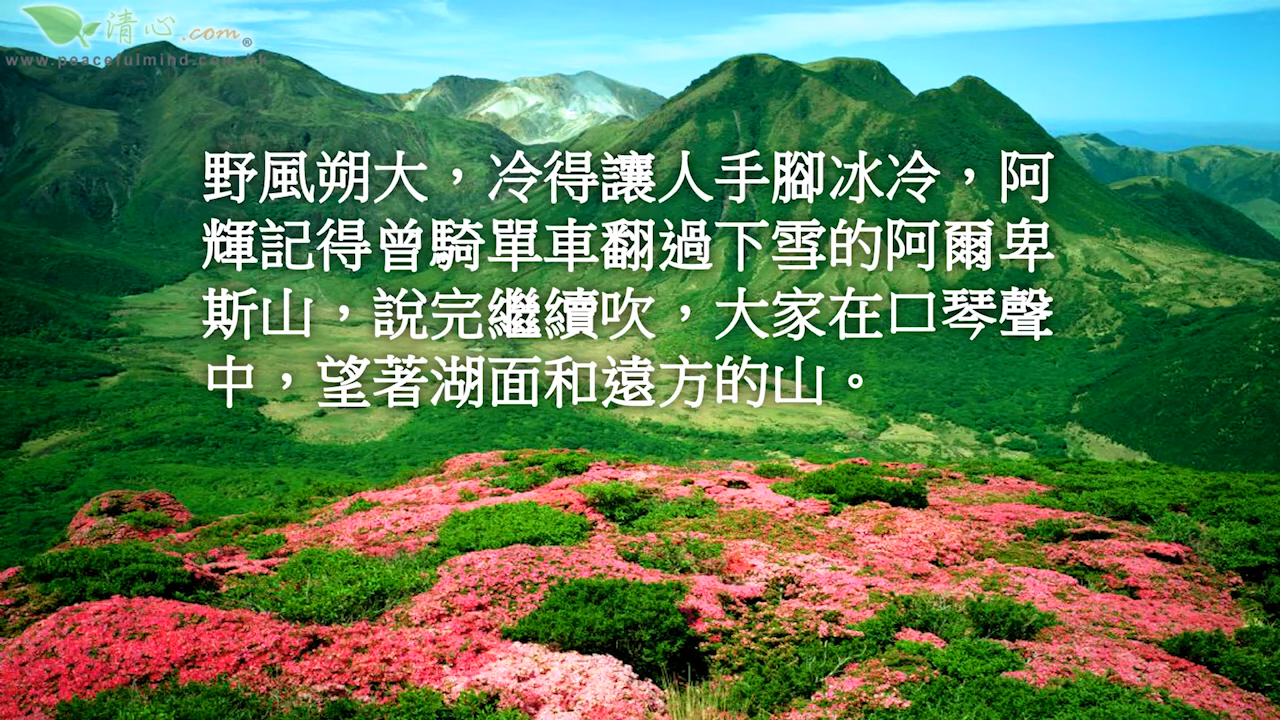 清心.com®
www.peacefulmind.com.hk
野風朔大，冷得讓人手腳冰冷，阿
輝記得曾騎單車翻過下雪的阿爾卑
斯山，說完繼續吹，大家在口琴聲
中，望著湖面和遠方的山。